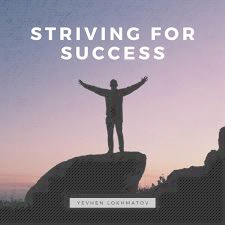 STRIVING FOR
SUCCESS
YEVHEN LOKHMATOV